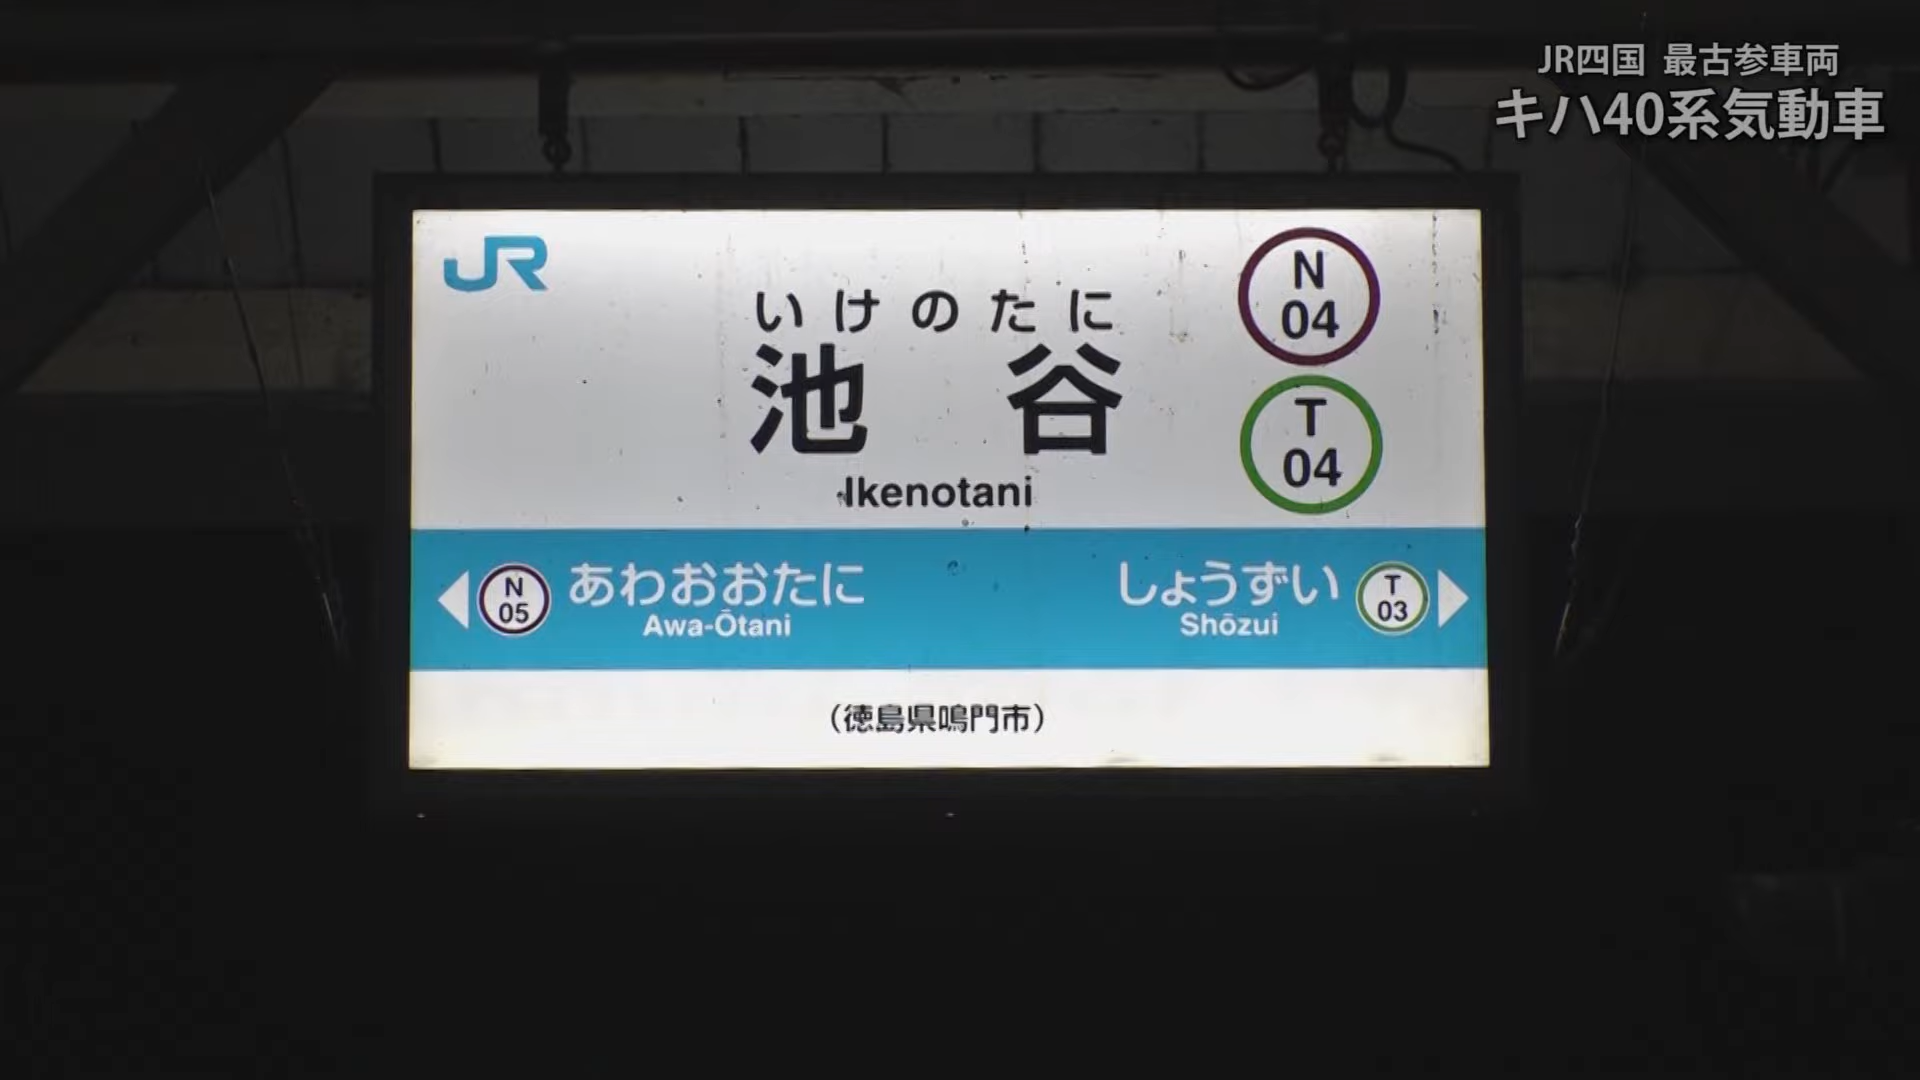 JR四国 最古参車両
キハ40系気動車
JR
いけのたに
池谷
Ikenotani
N
04
T
04
N
05
あわおおたに
Awa-Ōtani
しょうずい
Shōzui
T
03
(徳島県鳴門市)